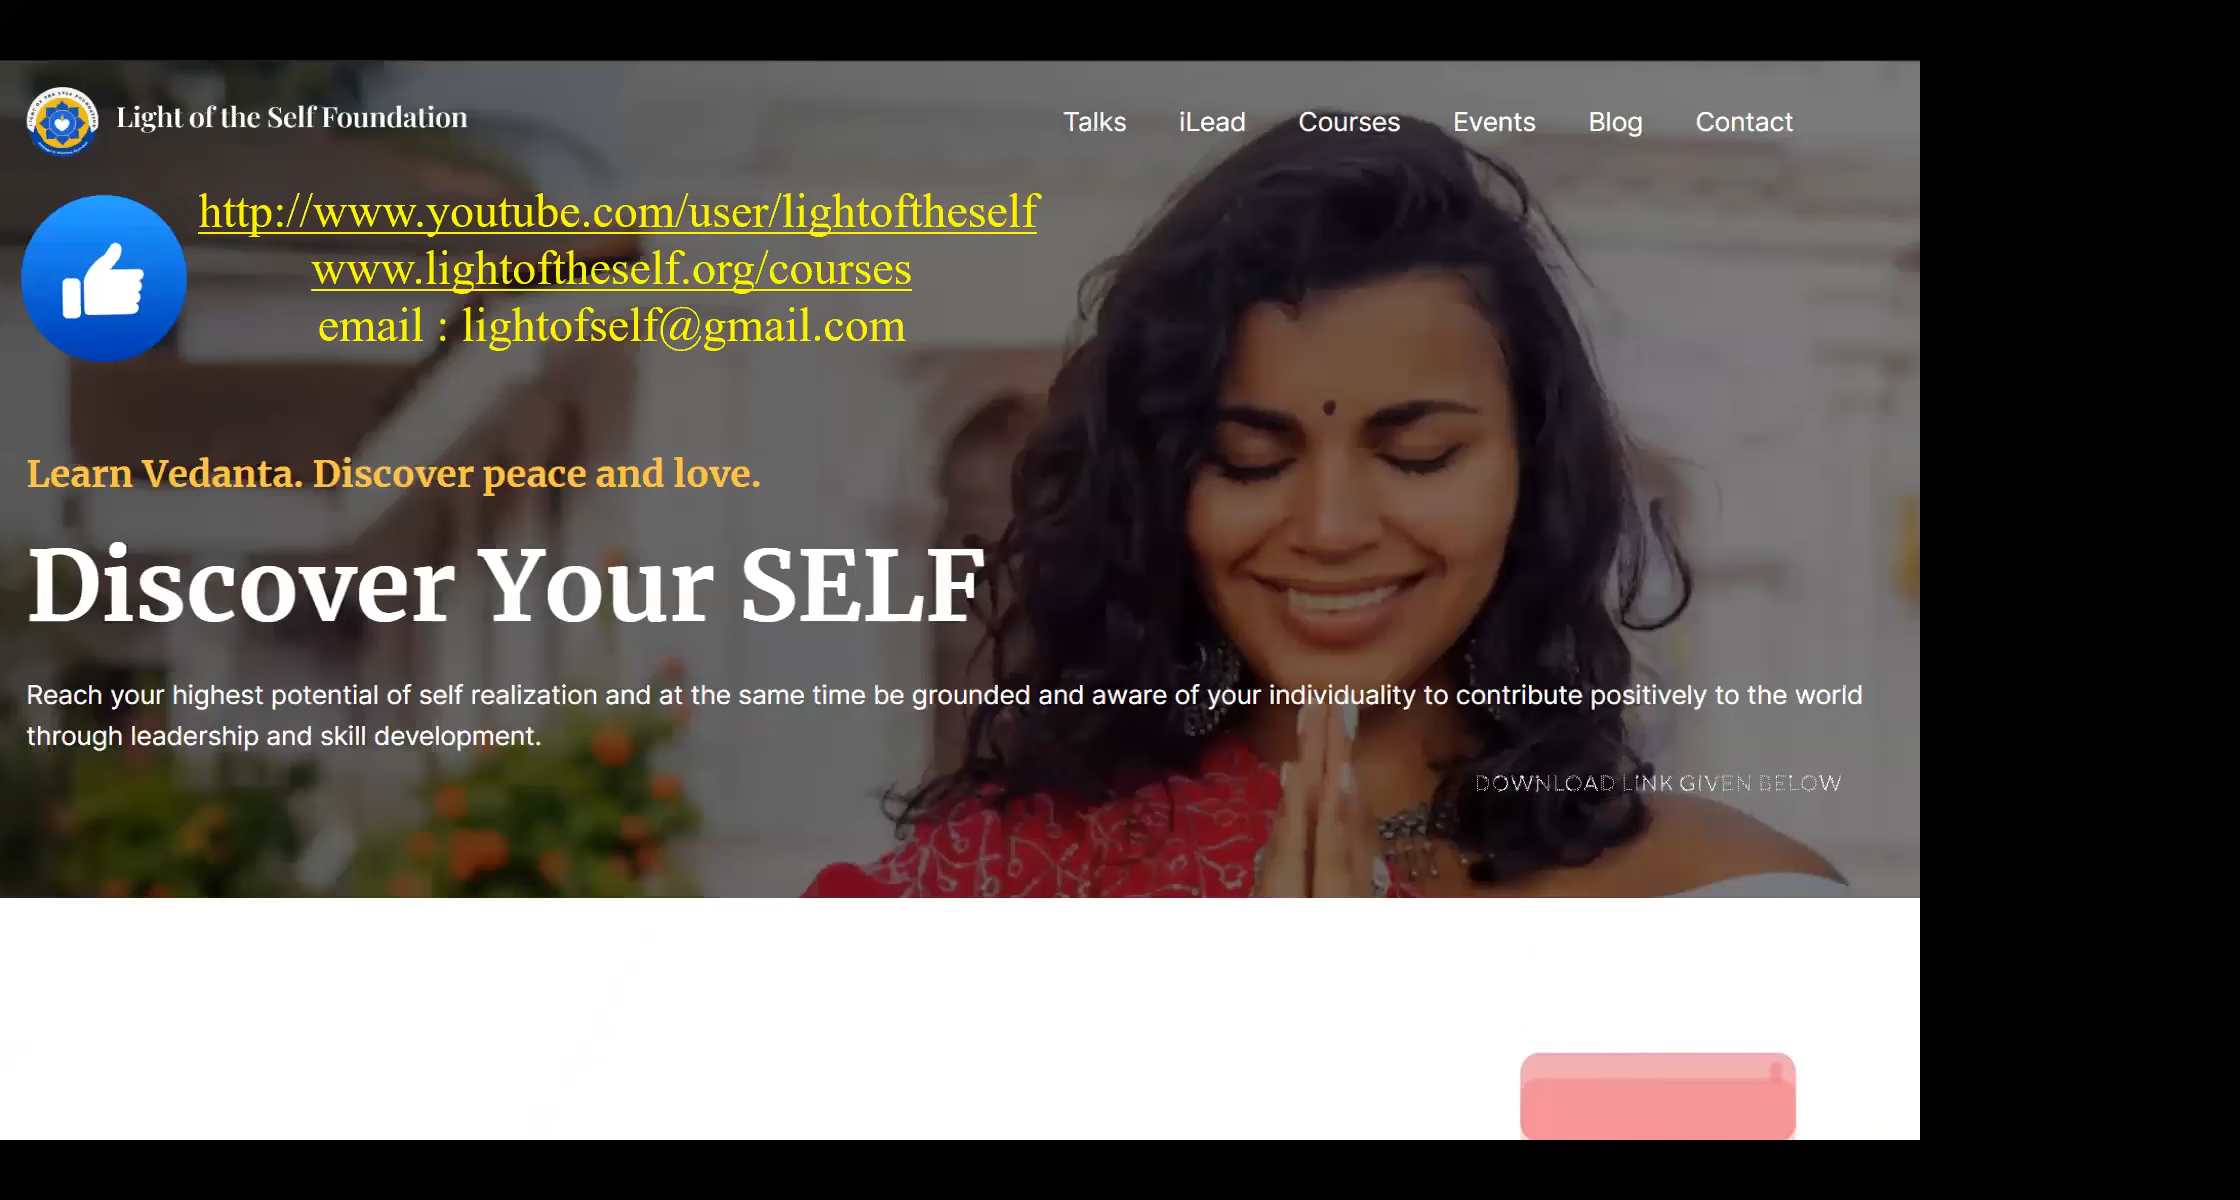 Light of the Self Foundation
Talks iLead Courses Events Blog Contact
http://www.youtube.com/user/lightoftheself
www.lightoftheself.org/courses
email : lightofself@gmail.com
Learn Vedanta. Discover peace and love.
Discover Your SELF
Reach your highest potential of self realization and at the same time be grounded and aware of your individuality to contribute positively to the world
through leadership and skill development.
DOWNLOAD LINK GIVEN BELOW